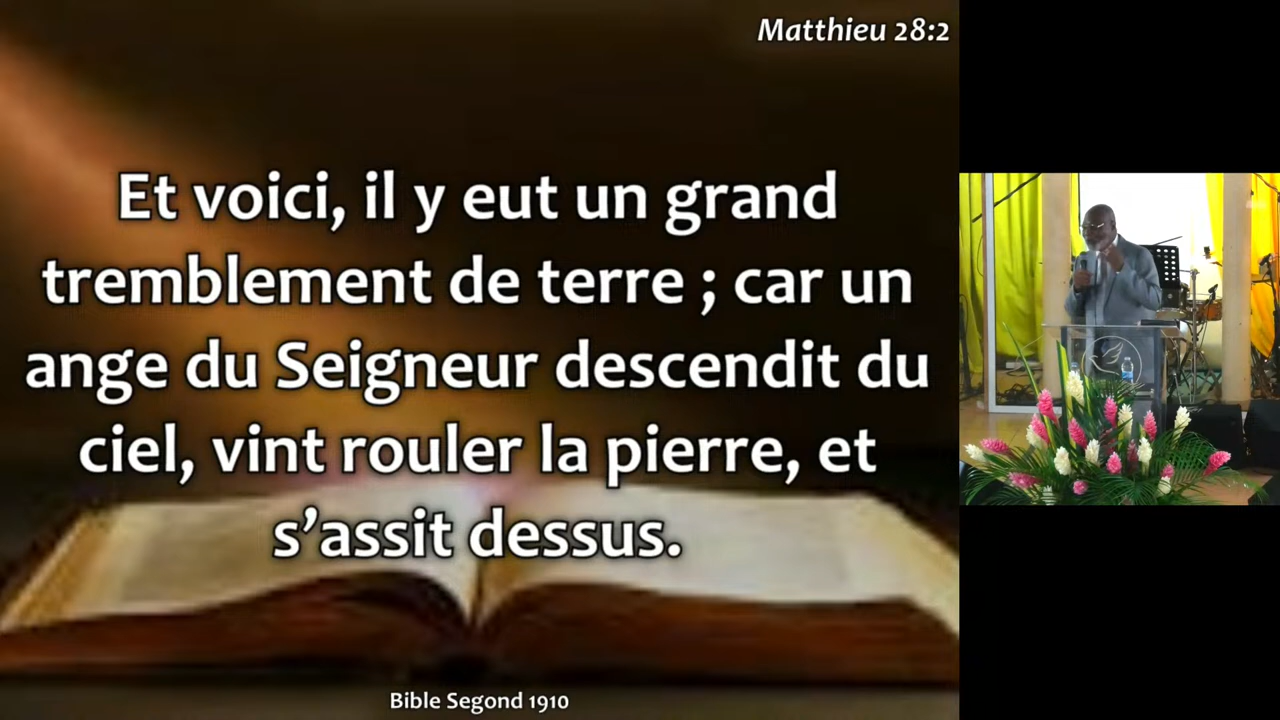 Matthieu 28:2
Et voici, il y eut un grand
tremblement de terre ; car un
ange du Seigneur descendit du
ciel, vint rouler la pierre, et
s’assit dessus.
Bible Segond 1910